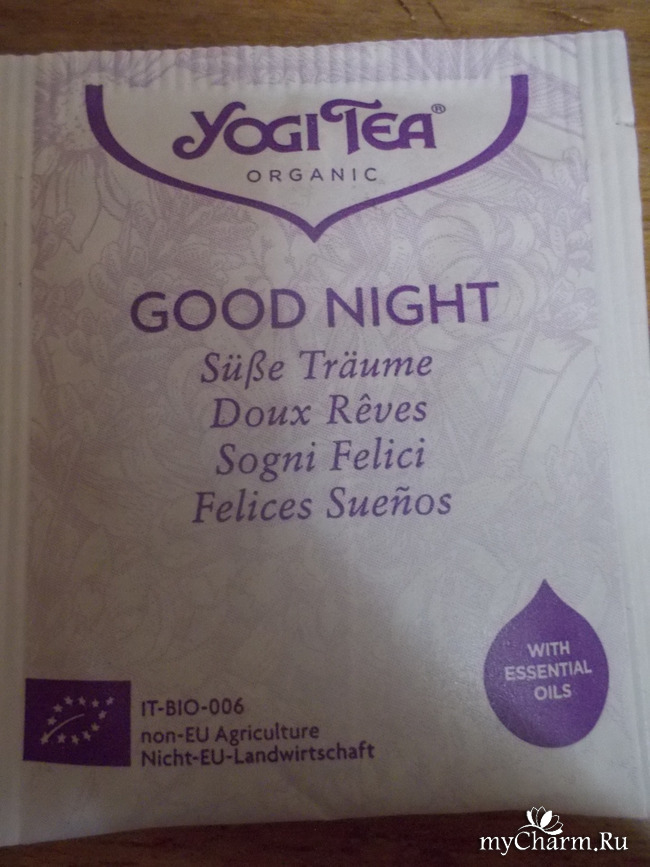 YOGI TEA®
ORGANIC
GOOD NIGHT
Süße Träume
Doux Rêves
Sogni Felici
Felices Sueños
WITH
ESSENTIAL
OILS
IT-BIO-006
non-EU Agriculture
Nicht-EU-Landwirtschaft
myCharm.Ru